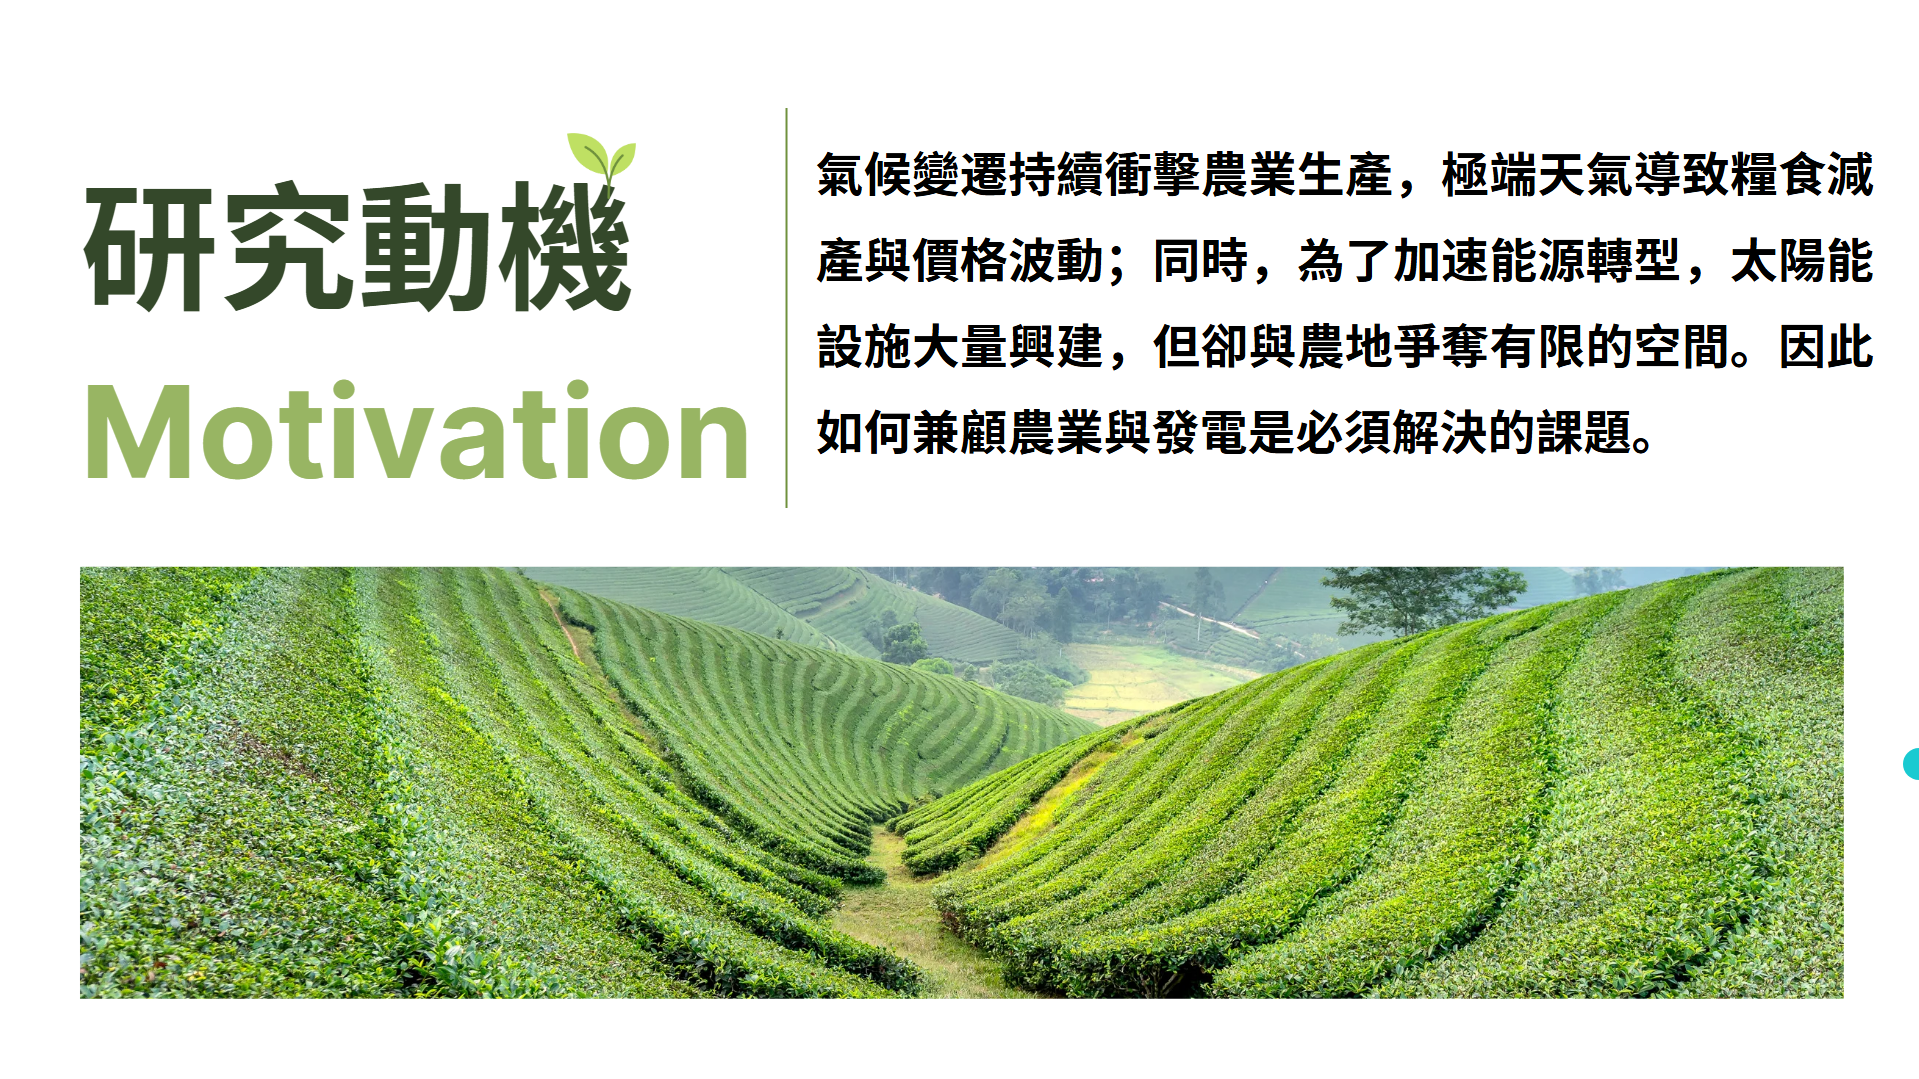 研究動機
Motivation
氣候變遷持續衝擊農業生產，極端天氣導致糧食減
產與價格波動；同時，為了加速能源轉型，太陽能
設施大量興建，但卻與農地爭奪有限的空間。因此
如何兼顧農業與發電是必須解決的課題。